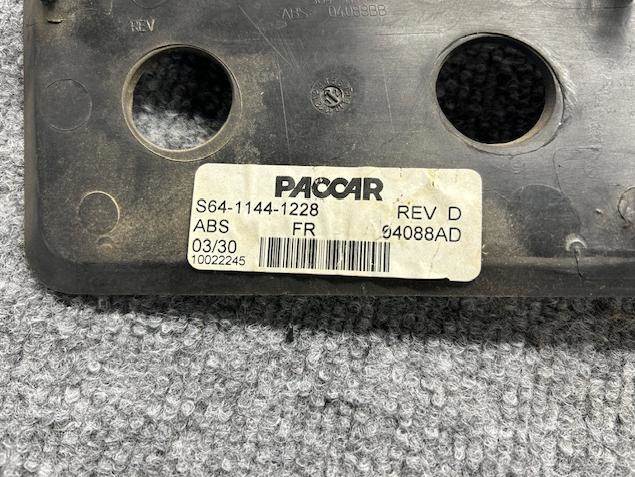 ABS 04088BB
REV
PACCAR
S64-1144-1228 REV D
ABS FR 04088AD
03/30
10022245